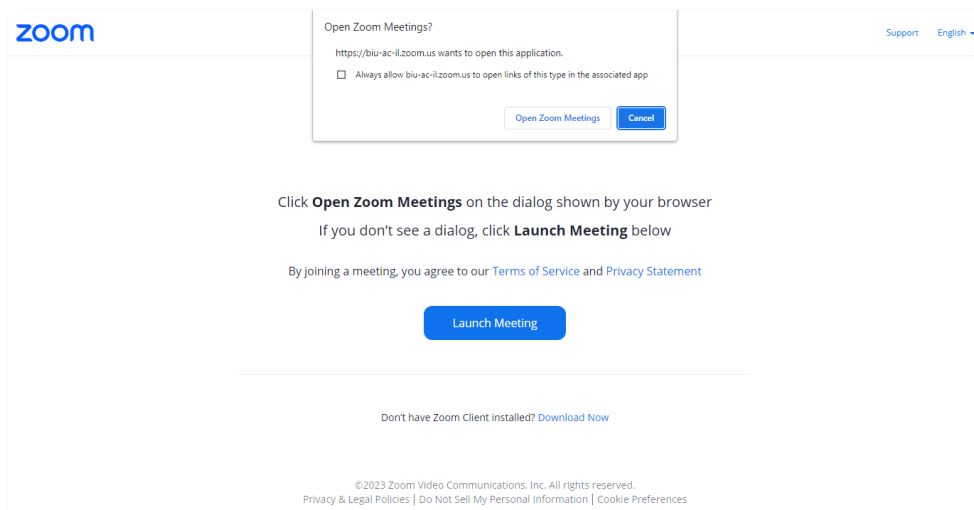 zoom
Support English
Open Zoom Meetings?
https://biu-ac-il.zoom.us wants to open this application.
Always allow biu-ac-il.zoom.us to open links of this type in the associated app
Open Zoom Meetings Cancel
Click Open Zoom Meetings on the dialog shown by your browser
If you don't see a dialog, click Launch Meeting below
By joining a meeting, you agree to our Terms of Service and Privacy Statement
Launch Meeting
Don't have Zoom Client installed? Download Now
©2023 Zoom Video Communications, Inc. All rights reserved.
Privacy & Legal Policies | Do Not Sell My Personal Information | Cookie Preferences